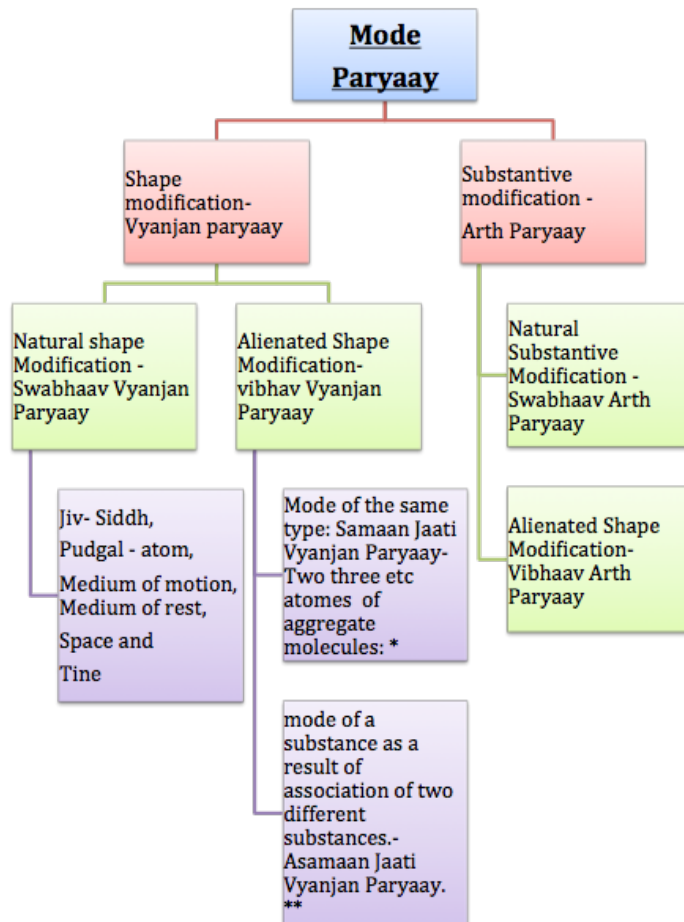 Mode
Paryaay
Shape
modification-
Vyanjan paryaay
Substantive
modification -
Arth Paryaay
Natural shape
Modification -
Swabhaav Vyanjan
Paryaay
Alienated Shape
Modification-
vibhav Vyanjan
Paryaay
Natural
Substantive
Modification -
Swabhaav Arth
Paryaay
Jiv- Siddh,
Pudgal - atom,
Medium of motion,
Medium of rest,
Space and
Tine
Mode of the same
type: Samaan Jaati
Vyanjan Paryaay-
Two three etc
atomes of
aggregate
molecules: *
Alienated Shape
Modification-
Vibhaav Arth
Paryaay
mode of a
substance as a
result of
association of two
different
substances.-
Asamaan Jaati
Vyanjan Paryaay.
**